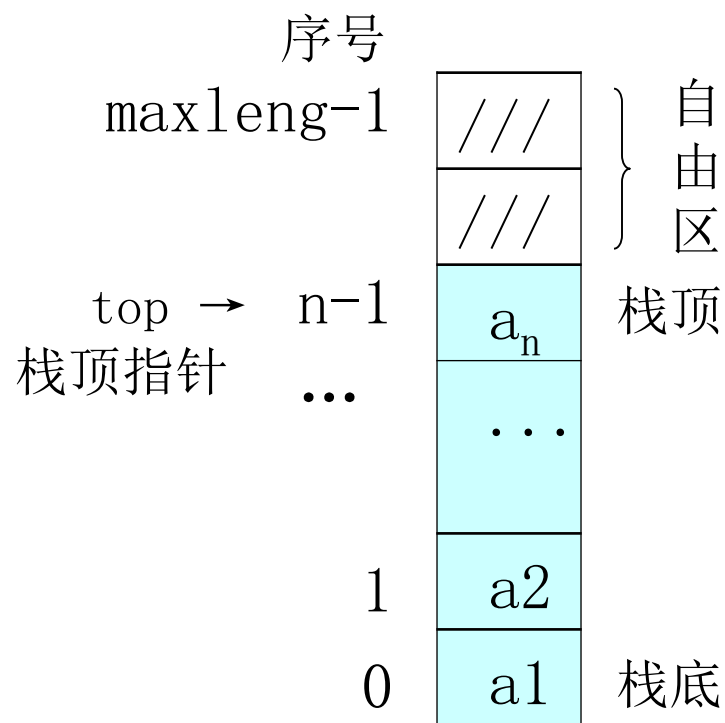 序号
maxleng-1 /// 自由区
///
top → n-1 aₙ 栈顶
栈顶指针 … ...
1 a2
0 a1 栈底